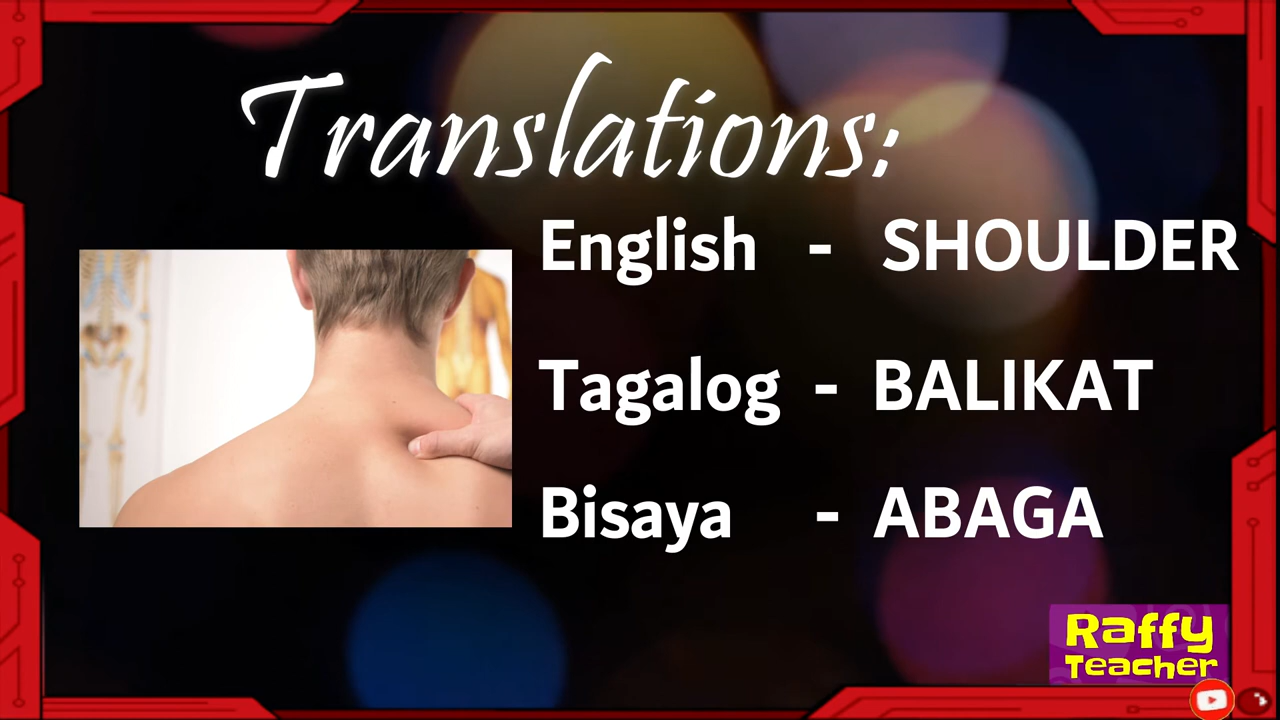 Translations:
English - SHOULDER
Tagalog - BALIKAT
Bisaya - ABAGA
Raffy
Teacher